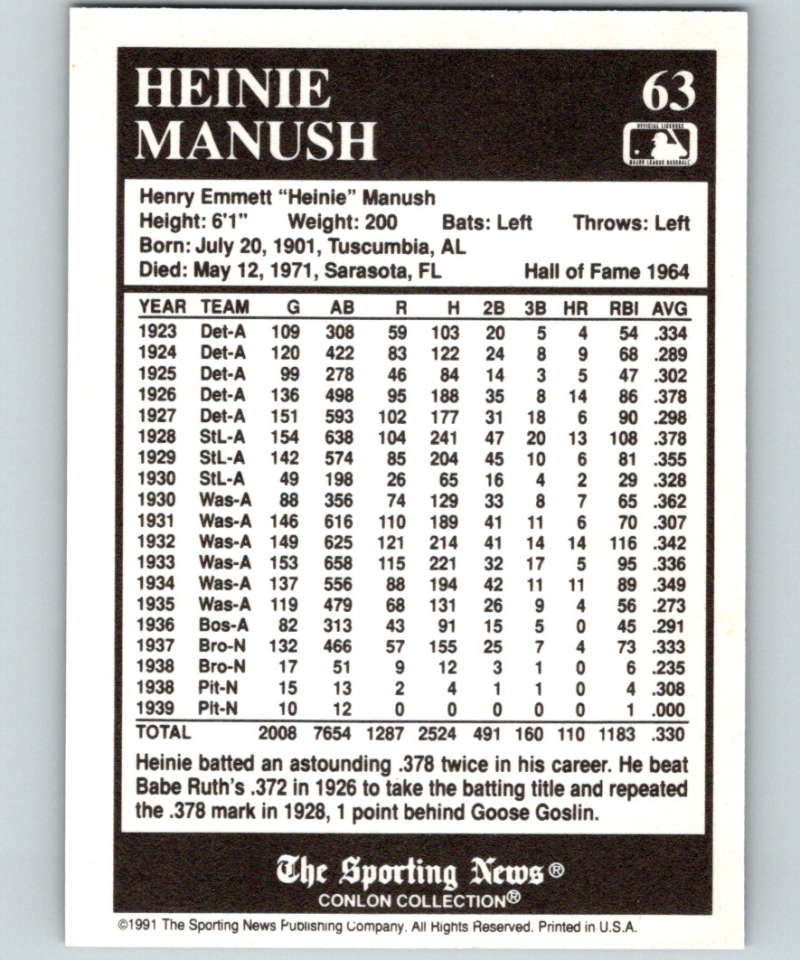 HEINIE 63
MANUSH
OFFICIAL LICENSEE
MAJOR LEAGUE BASEBALL
Henry Emmett “Heinie” Manush
Height: 6'1" Weight: 200 Bats: Left Throws: Left
Born: July 20, 1901, Tuscumbia, AL
Died: May 12, 1971, Sarasota, FL Hall of Fame 1964
YEAR TEAM G AB R H 2B 3B HR RBI AVG
1923 Det-A 109 308 59 103 20 5 4 54 .334
1924 Det-A 120 422 83 122 24 8 9 68 .289
1925 Det-A 99 278 46 84 14 3 5 47 .302
1926 Det-A 136 498 95 188 35 8 14 86 .378
1927 Det-A 151 593 102 177 31 18 6 90 .298
1928 StL-A 154 638 104 241 47 20 13 108 .378
1929 StL-A 142 574 85 204 45 10 6 81 .355
1930 StL-A 49 198 26 65 16 4 2 29 .328
1930 Was-A 88 356 74 129 33 8 7 65 .362
1931 Was-A 146 616 110 189 41 11 6 70 .307
1932 Was-A 149 625 121 214 41 14 14 116 .342
1933 Was-A 153 658 115 221 32 17 5 95 .336
1934 Was-A 137 556 88 194 42 11 11 89 .349
1935 Was-A 119 479 68 131 26 9 4 56 .273
1936 Bos-A 82 313 43 91 15 5 0 45 .291
1937 Bro-N 132 466 57 155 25 7 4 73 .333
1938 Bro-N 17 51 9 12 3 1 0 6 .235
1938 Pit-N 15 13 2 4 1 1 0 4 .308
1939 Pit-N 10 12 0 0 0 0 0 1 .000
TOTAL 2008 7654 1287 2524 491 160 110 1183 .330
Heinie batted an astounding .378 twice in his career. He beat
Babe Ruth's .372 in 1926 to take the batting title and repeated
the .378 mark in 1928, 1 point behind Goose Goslin.
The Sporting News®
CONLON COLLECTION®
©1991 The Sporting News Publishing Company. All Rights Reserved. Printed in U.S.A.